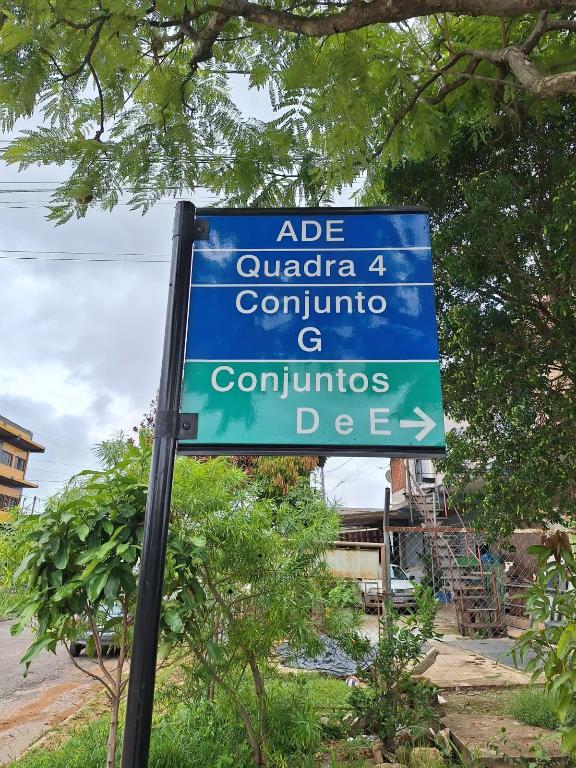 ADE
Quadra 4
Conjunto
G
Conjuntos
D e E →